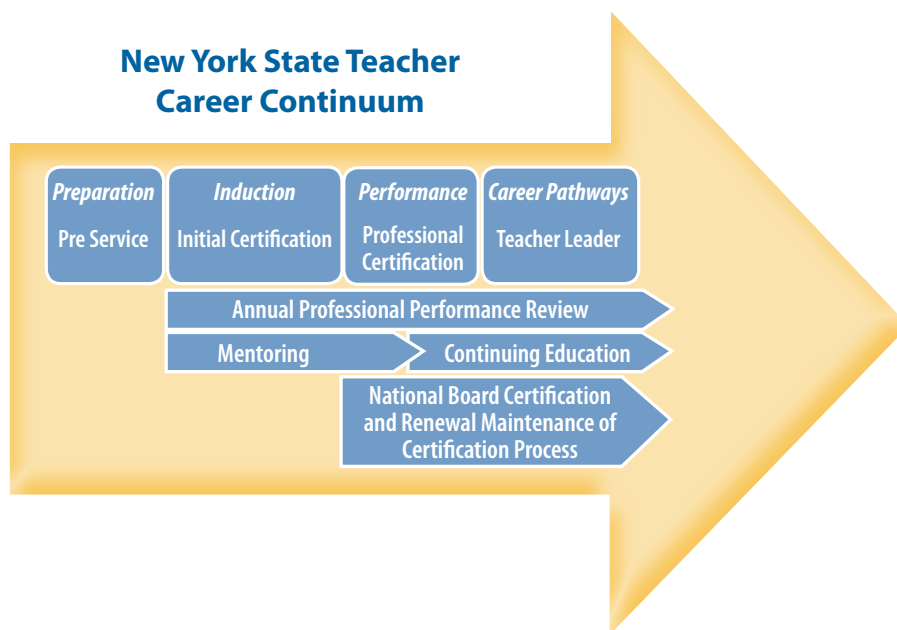 New York State Teacher
Career Continuum
Preparation
Pre Service
Induction
Initial Certification
Performance
Professional
Certification
Career Pathways
Teacher Leader
Annual Professional Performance Review
Mentoring
Continuing Education
National Board Certification
and Renewal Maintenance of
Certification Process